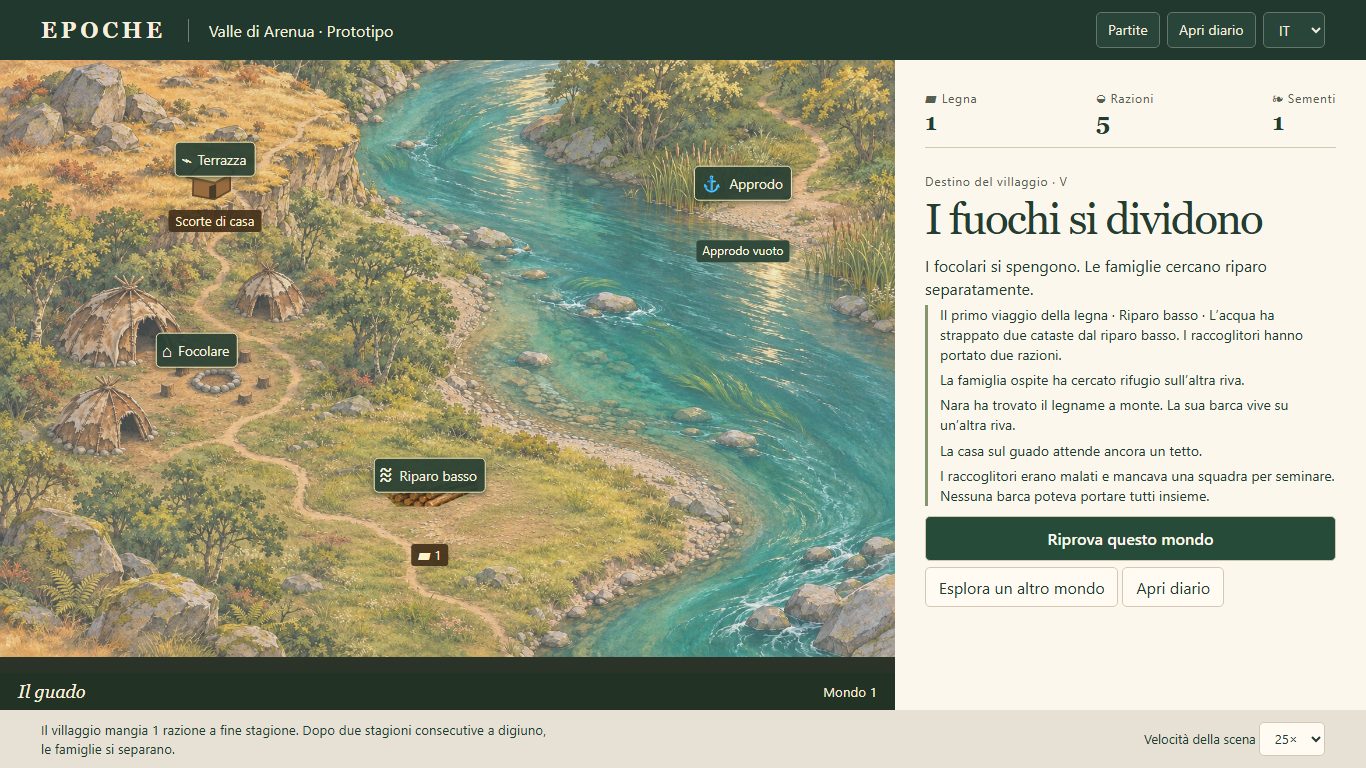 EPOCHE
Valle di Arenua · Prototipo
Partite
Apri diario
IT
Terrazza
Scorte di casa
Approdo
Approdo vuoto
Focolare
Riparo basso
1
Il guado
Mondo 1
Legna
1
Razioni
5
Sementi
1
Destino del villaggio · V
I fuochi si dividono
I focolari si spengono. Le famiglie cercano riparo
separatamente.
Il primo viaggio della legna · Riparo basso · L’acqua ha
strappato due cataste dal riparo basso. I raccoglitori hanno
portato due razioni.
La famiglia ospite ha cercato rifugio sull’altra riva.
Nara ha trovato il legname a monte. La sua barca vive su
un’altra riva.
La casa sul guado attende ancora un tetto.
I raccoglitori erano malati e mancava una squadra per seminare.
Nessuna barca poteva portare tutti insieme.
Riprova questo mondo
Esplora un altro mondo
Apri diario
Il villaggio mangia 1 razione a fine stagione. Dopo due stagioni consecutive a digiuno,
le famiglie si separano.
Velocità della scena
25×